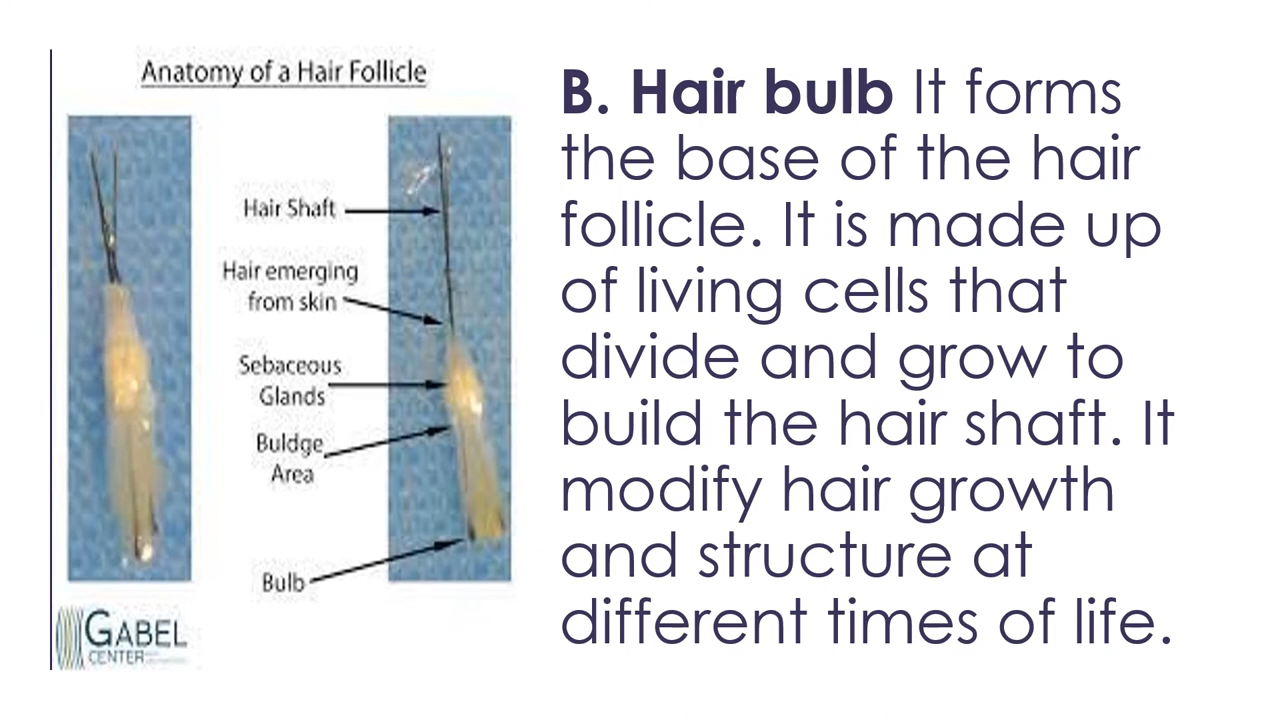 Anatomy of a Hair Follicle
Hair Shaft
Hair emerging
from skin
Sebaceous
Glands
Buldge
Area
Bulb
GABEL
CENTER
B. Hair bulb It forms
the base of the hair
follicle. It is made up
of living cells that
divide and grow to
build the hair shaft. It
modify hair growth
and structure at
different times of life.